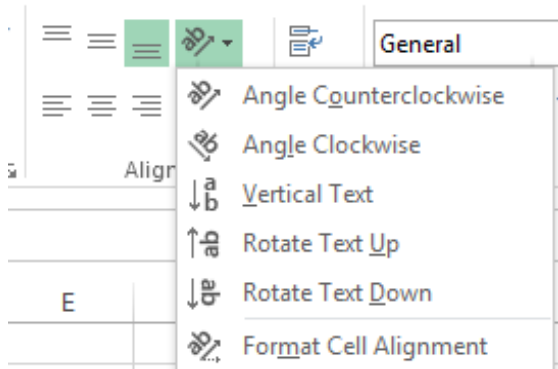 General
Angle Counterclockwise
Angle Clockwise
Align
Vertical Text
Rotate Text Up
E
Rotate Text Down
Format Cell Alignment